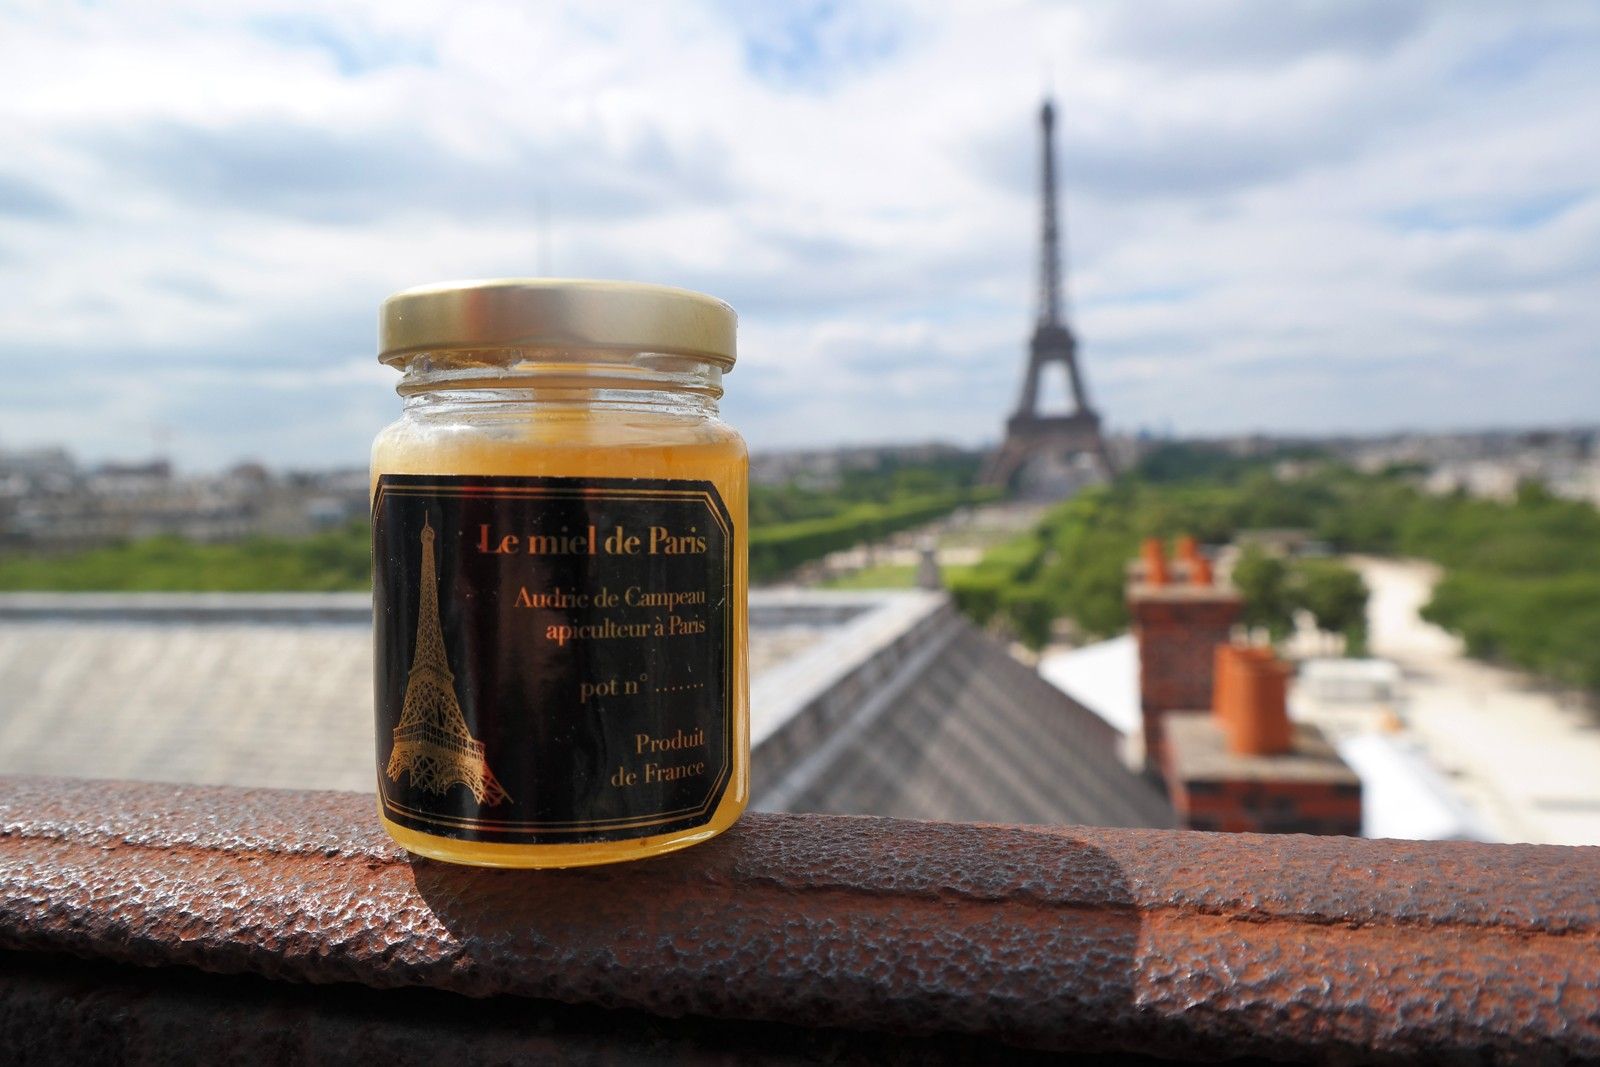 Le miel de Paris
Audric de Campeau
apiculteur à Paris
pot n° .......
Produit
de France